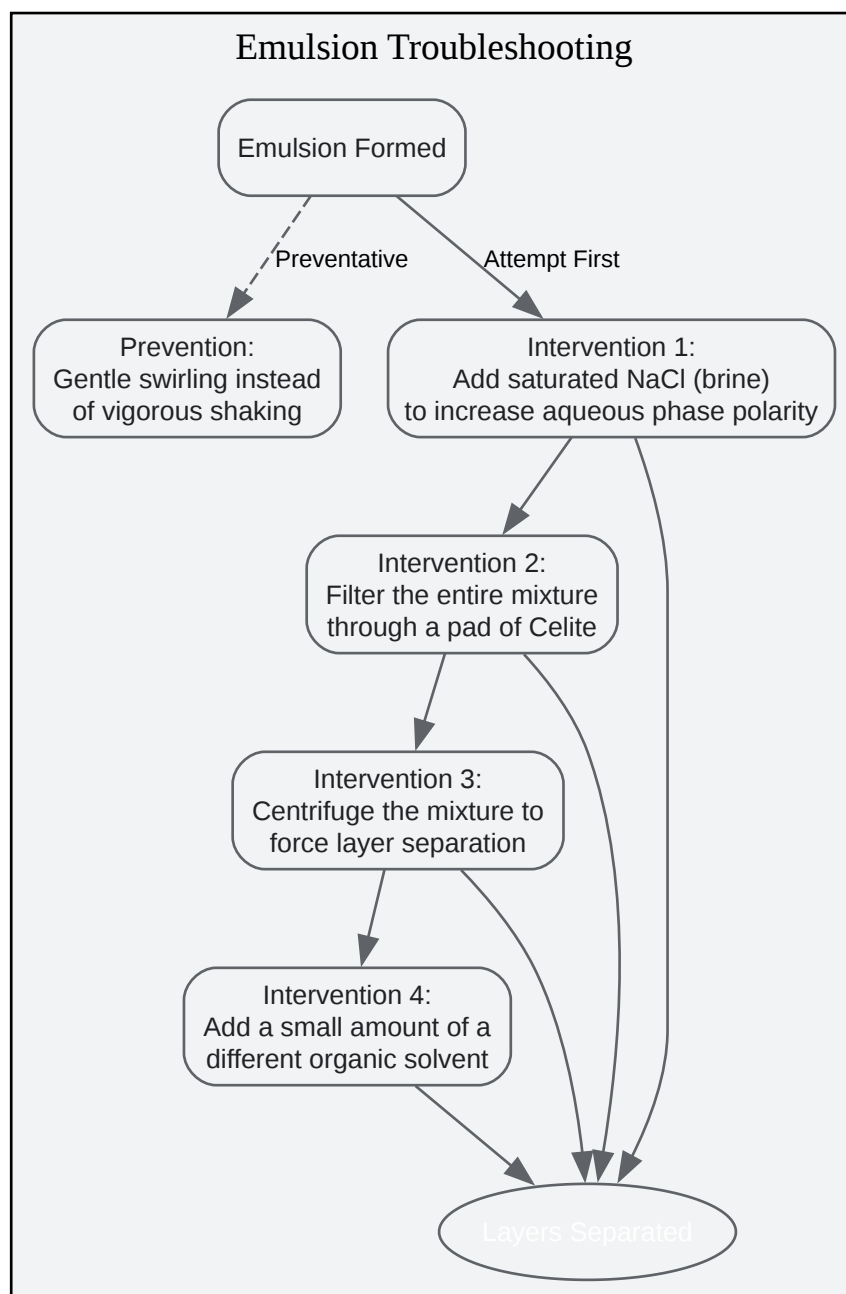 Emulsion Troubleshooting
Emulsion Formed
Preventative
Attempt First
Prevention:
Gentle swirling instead
of vigorous shaking
Intervention 1:
Add saturated NaCl (brine)
to increase aqueous phase polarity
Intervention 2:
Filter the entire mixture
through a pad of Celite
Intervention 3:
Centrifuge the mixture to
force layer separation
Intervention 4:
Add a small amount of a
different organic solvent
Layers Separated